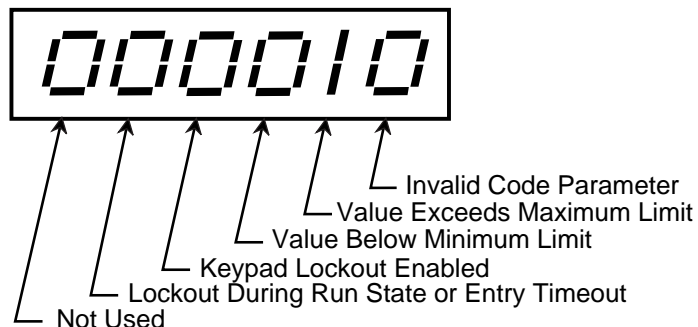 000010
Invalid Code Parameter
Value Exceeds Maximum Limit
Value Below Minimum Limit
Keypad Lockout Enabled
Lockout During Run State or Entry Timeout
Not Used